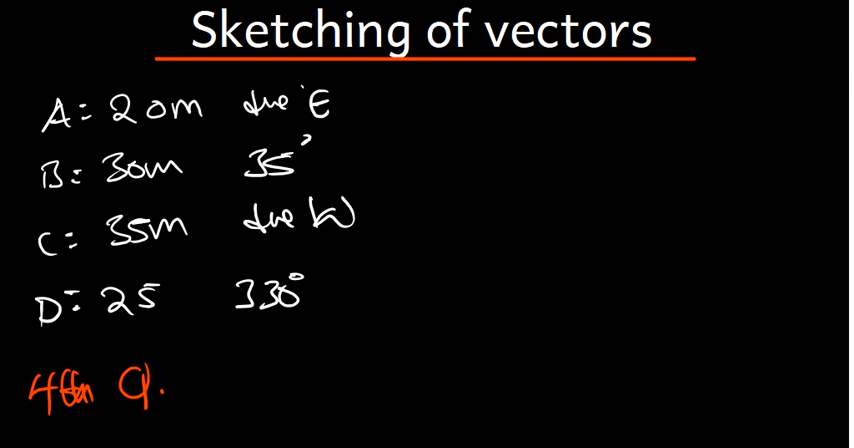 Sketching of vectors
A = 20m due E
B = 30m 35°
C = 35m due W
D = 25 330°
4th Q.